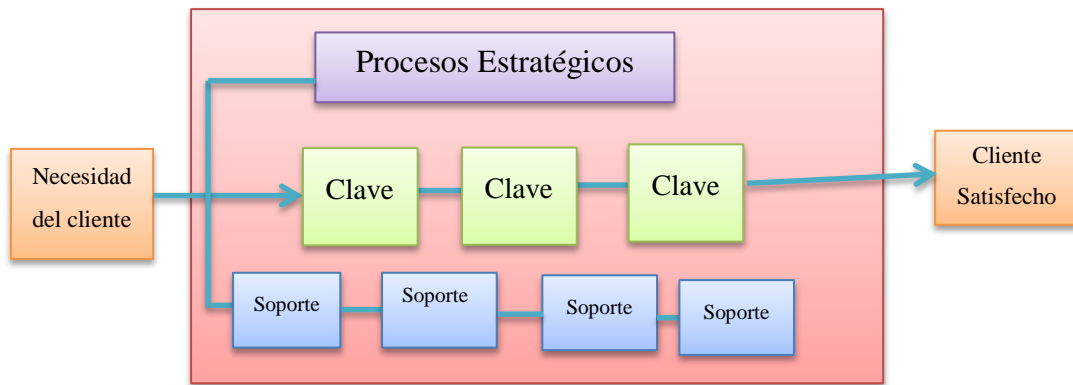 Procesos Estratégicos
Necesidad
del cliente
Clave
Clave
Clave
Cliente
Satisfecho
Soporte
Soporte
Soporte
Soporte